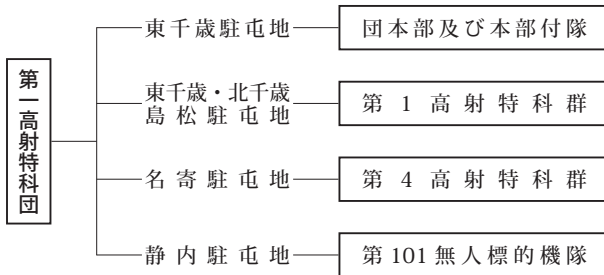 第一高射特科団
東千歳駐屯地
団本部及び本部付隊
東千歳・北千歳
島松駐屯地
第1高射特科群
名寄駐屯地
第4高射特科群
静内駐屯地
第101無人標的機隊